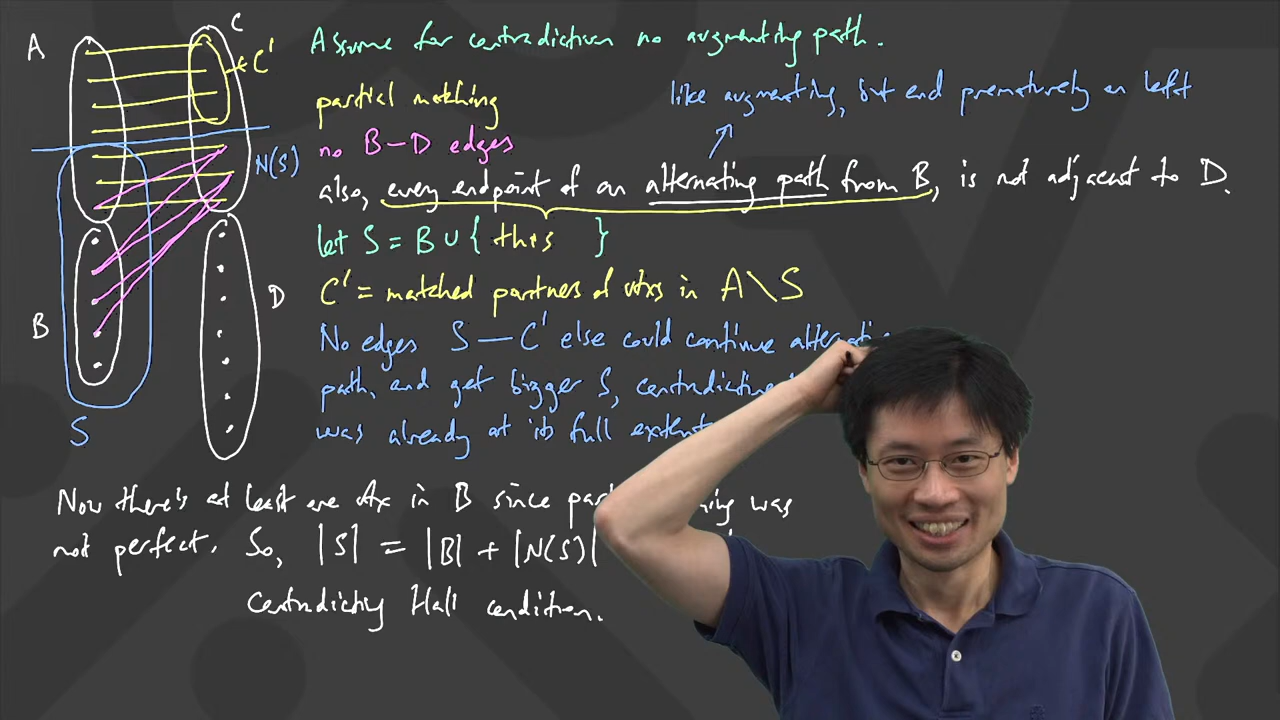 A
C
C'
Assume for contradiction no augmenting path.
partial matching
like augmenting, but end prematurely on left
no B–D edges
N(S)
also, every endpoint of an alternating path from B, is not adjacent to D.
let S = B ∪ { this }
C' = matched partners of vtxs in A \ S
D
B
No edges S — C' else could continue
path, and get bigger S,
was already at its full extent
S
Now there's at least one vtx in B since was
not perfect. So, |S| = |B| + |N(S)|
Contradicting Hall condition.